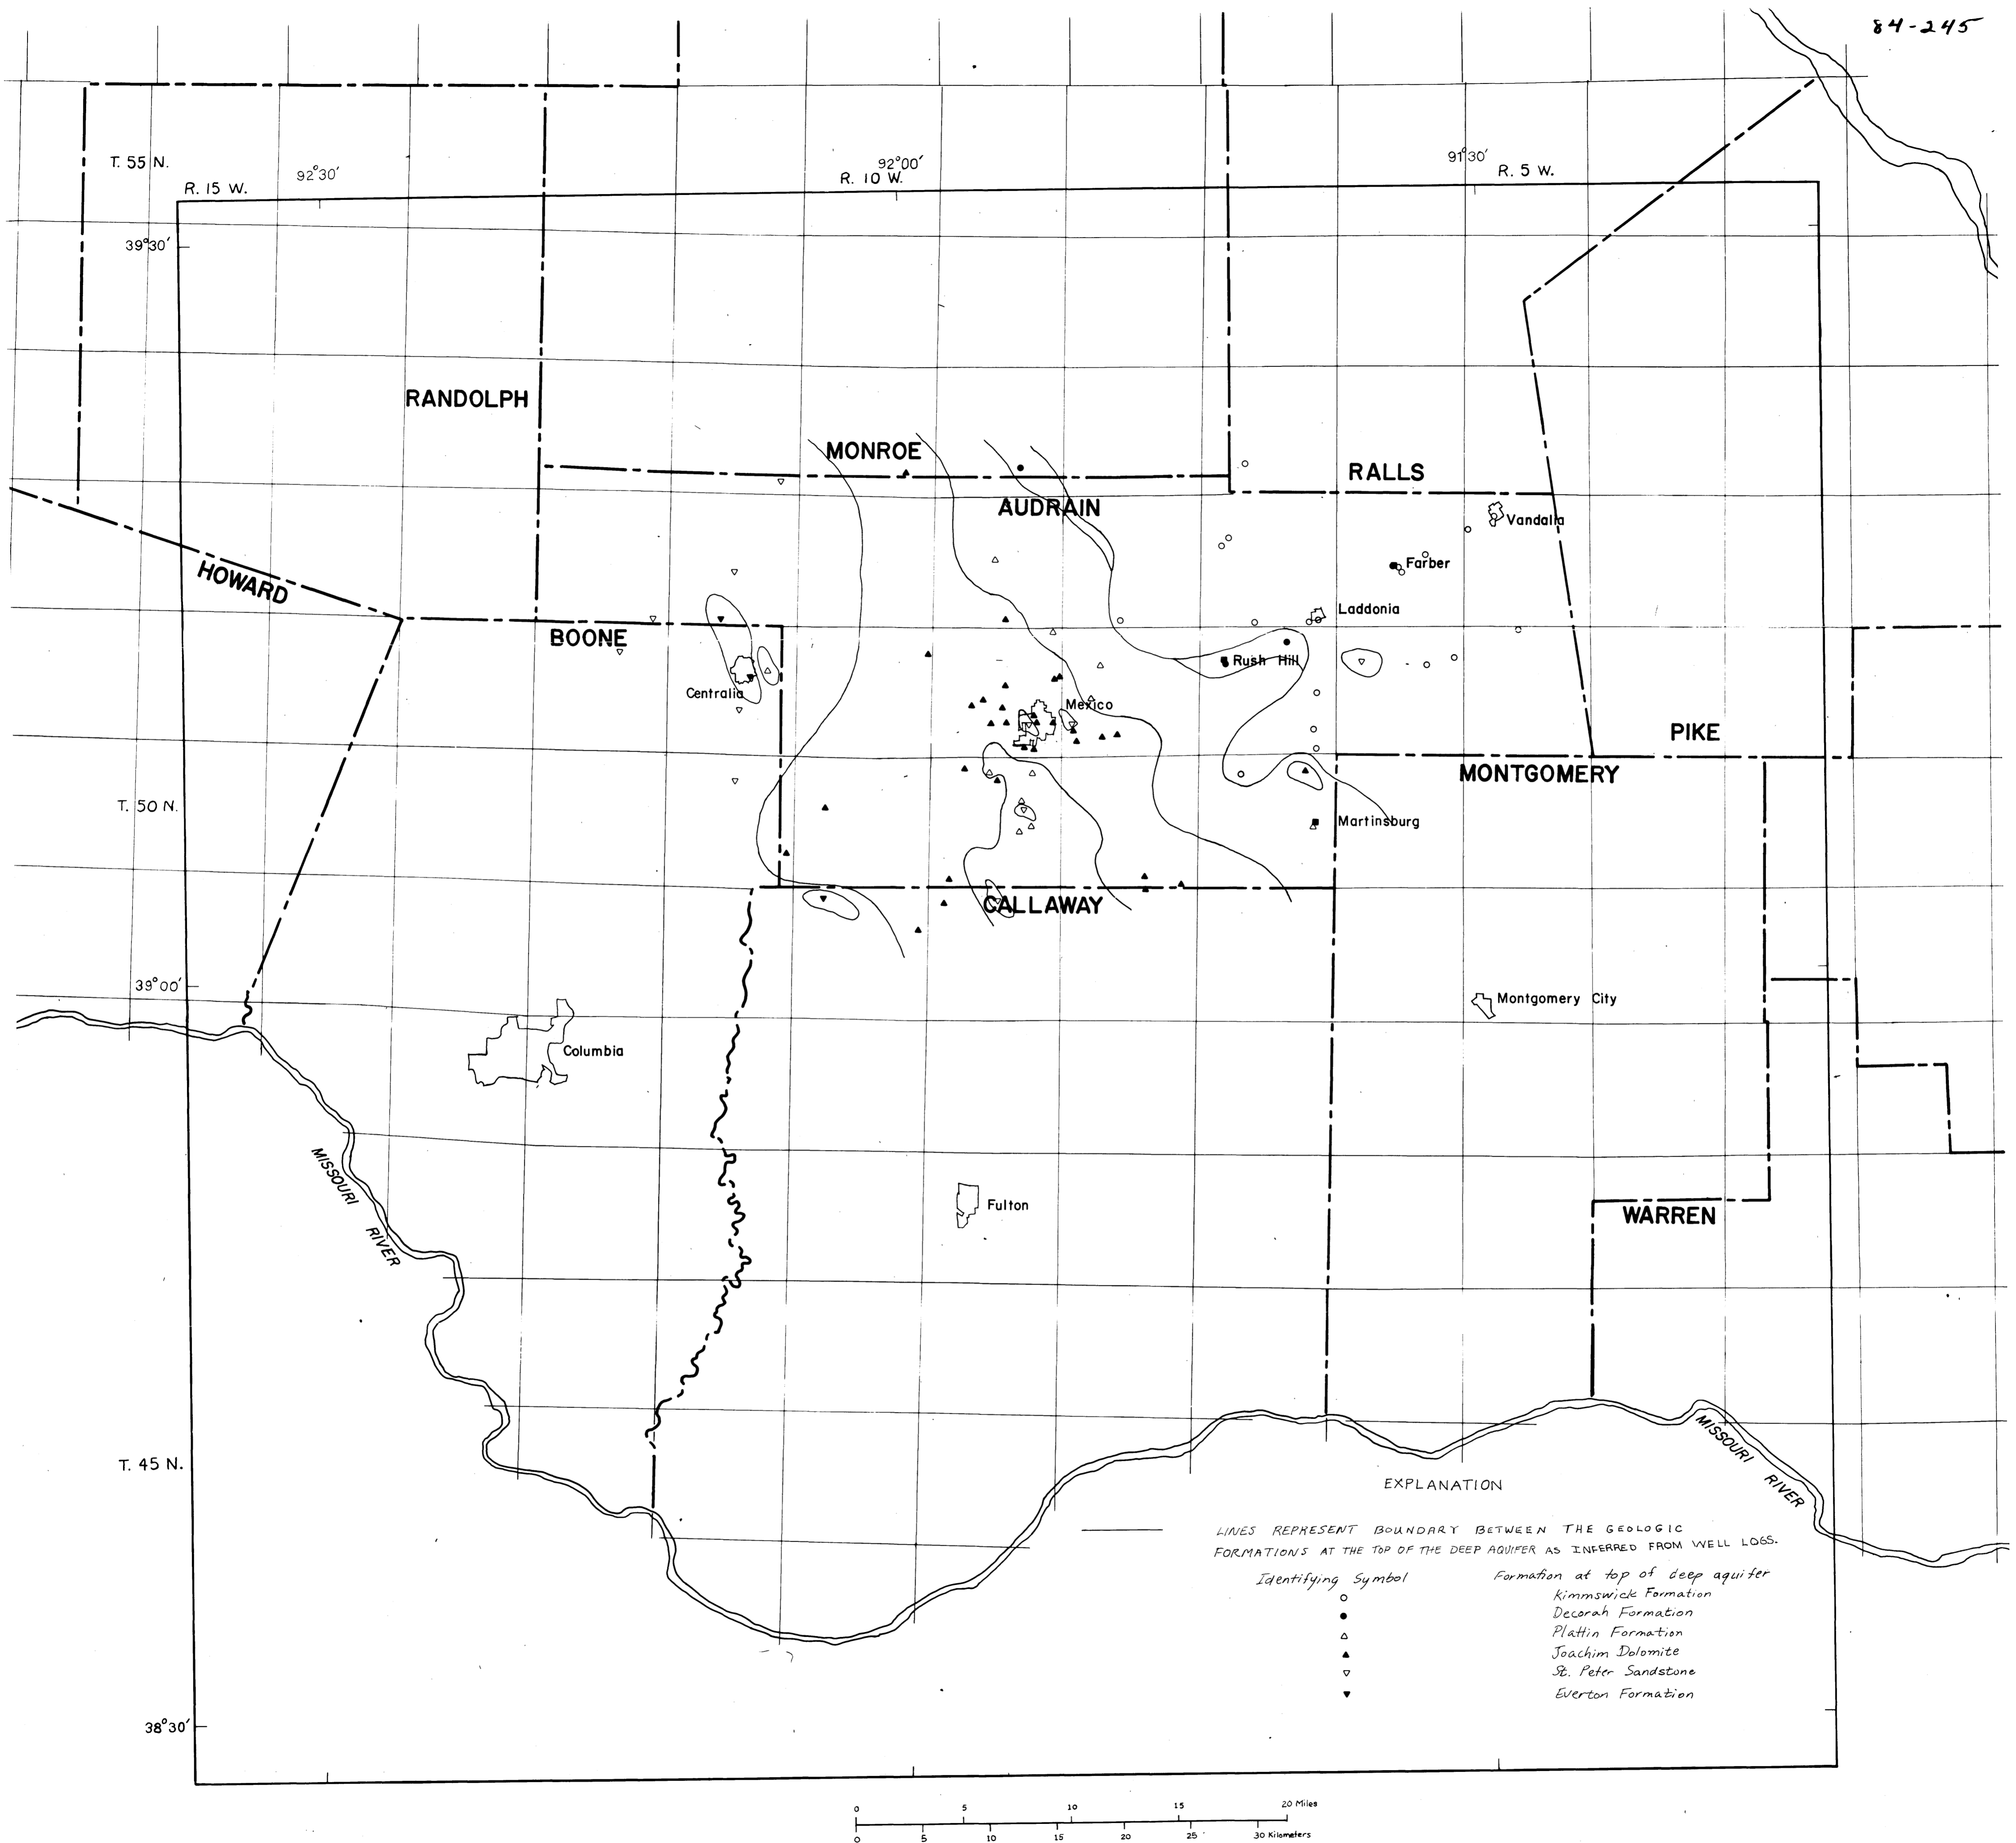 84-245
T. 55 N.
92°30'
92°00'
91°30'
R. 15 W.
R. 10 W.
R. 5 W.
39°30'
RANDOLPH
MONROE
RALLS
AUDRAIN
Vandalia
Farber
HOWARD
Laddonia
BOONE
Rush Hill
Centralia
Mexico
PIKE
MONTGOMERY
T. 50 N.
Martinsburg
CALLAWAY
39°00'
Montgomery City
Columbia
MISSOURI RIVER
Fulton
WARREN
T. 45 N.
MISSOURI RIVER
EXPLANATION
LINES REPRESENT BOUNDARY BETWEEN THE GEOLOGIC
FORMATIONS AT THE TOP OF THE DEEP AQUIFER AS INFERRED FROM WELL LOGS.
Identifying Symbol Formation at top of deep aquifer
Kimmswick Formation
Decorah Formation
Plattin Formation
Joachim Dolomite
St. Peter Sandstone
Everton Formation
38°30'
0 5 10 15 20 Miles
0 5 10 15 20 25 30 Kilometers